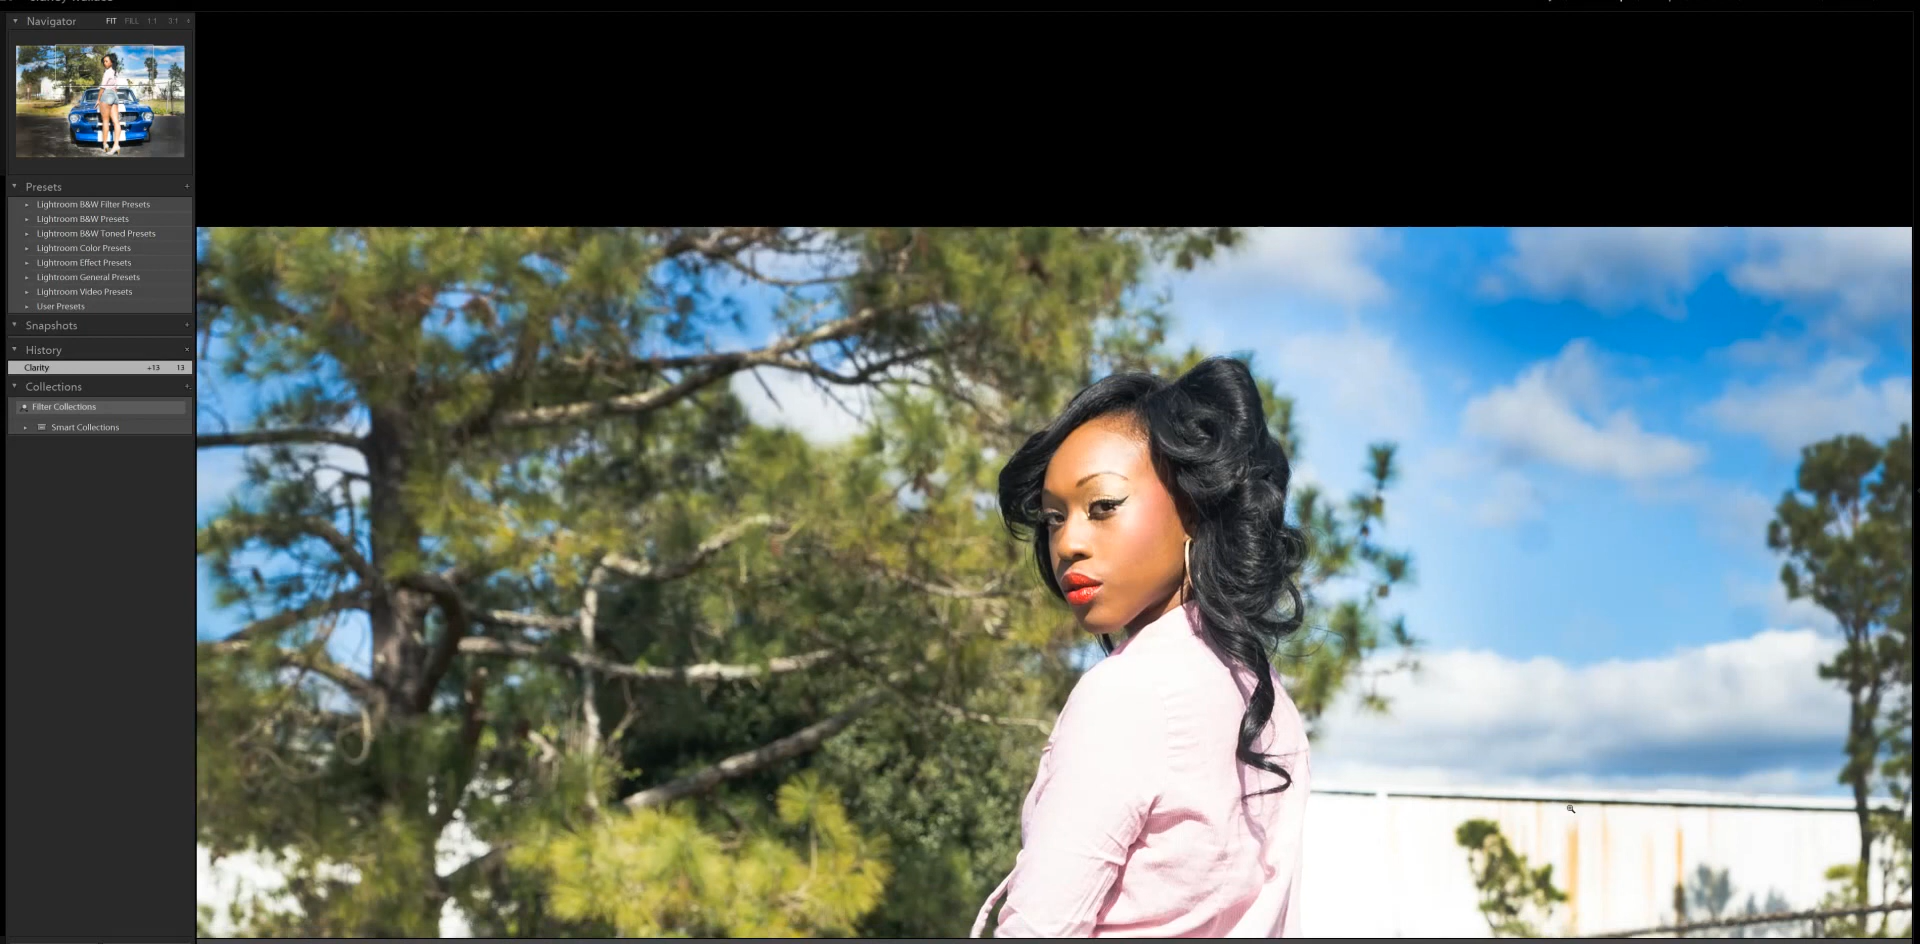 Navigator FIT FILL 1:1 3:1
Presets +
Lightroom B&W Filter Presets
Lightroom B&W Presets
Lightroom B&W Toned Presets
Lightroom Color Presets
Lightroom Effect Presets
Lightroom General Presets
Lightroom Video Presets
User Presets
Snapshots +
History ×
Clarity +13 13
Collections +
Filter Collections
Smart Collections